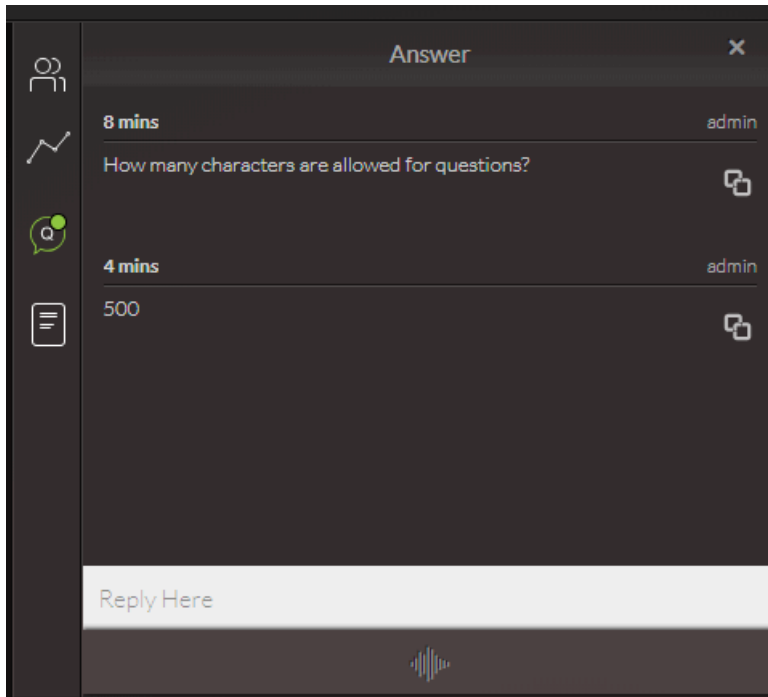 Answer
8 mins admin
How many characters are allowed for questions?
Q
4 mins admin
500
Reply Here